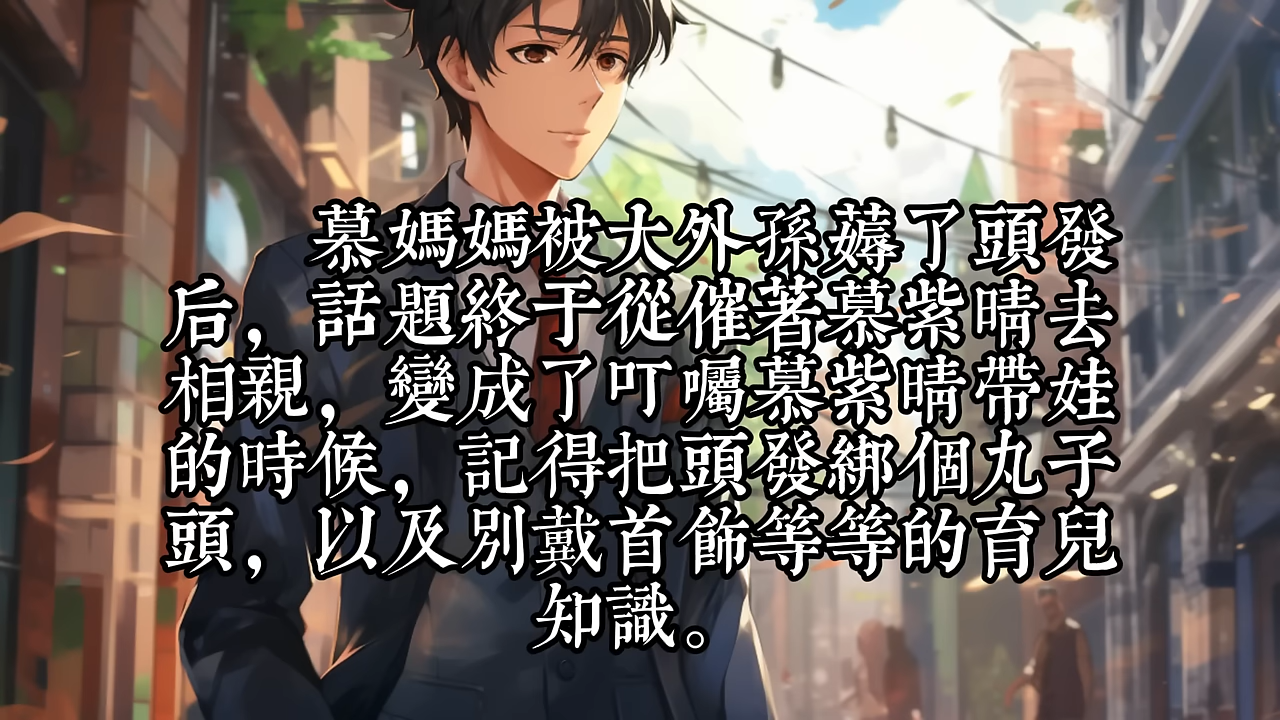 慕媽媽被大外孫薅了頭發
后，話題終于從催著慕紫晴去
相親，變成了叮囑慕紫晴帶娃
的時候，記得把頭發綁個丸子
頭，以及別戴首飾等等的育兒
知識。